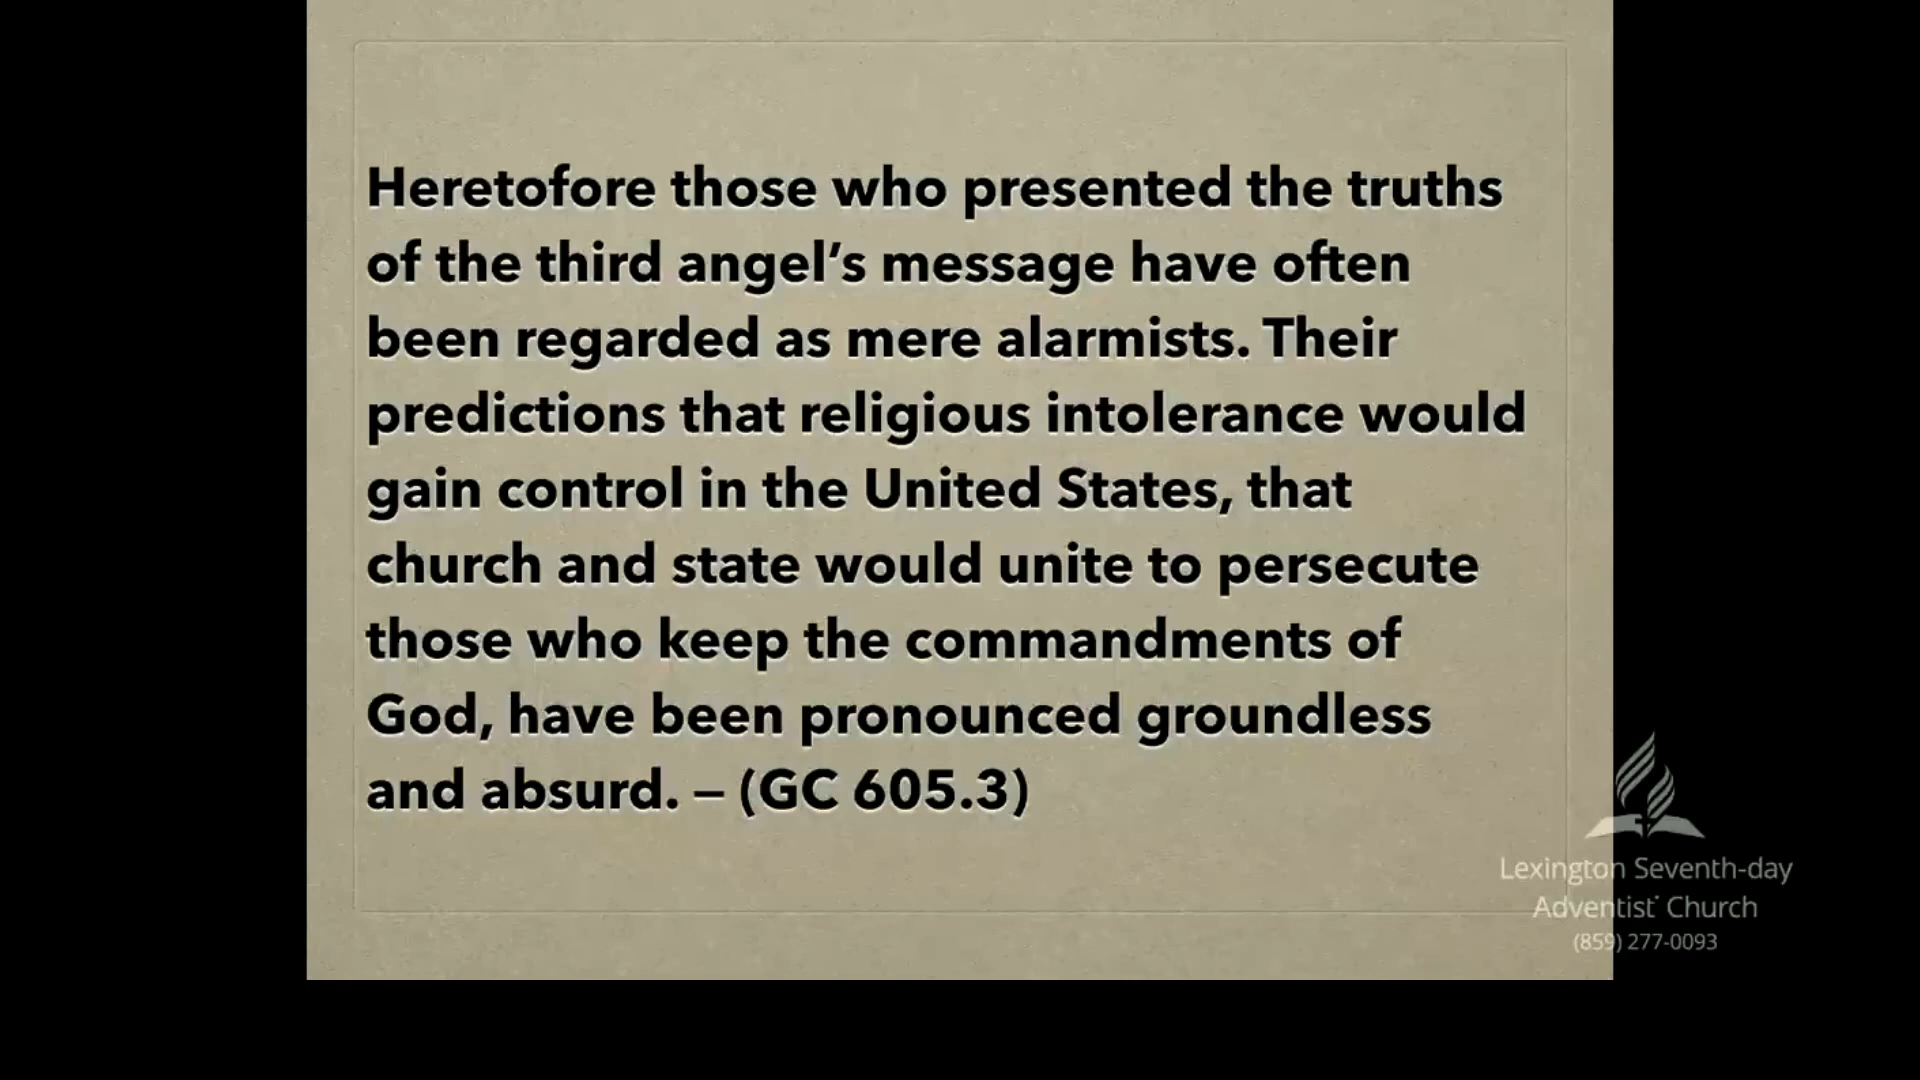 Heretofore those who presented the truths
of the third angel’s message have often
been regarded as mere alarmists. Their
predictions that religious intolerance would
gain control in the United States, that
church and state would unite to persecute
those who keep the commandments of
God, have been pronounced groundless
and absurd. – (GC 605.3)
Lexington Seventh-day
Adventist Church
(859) 277-0093